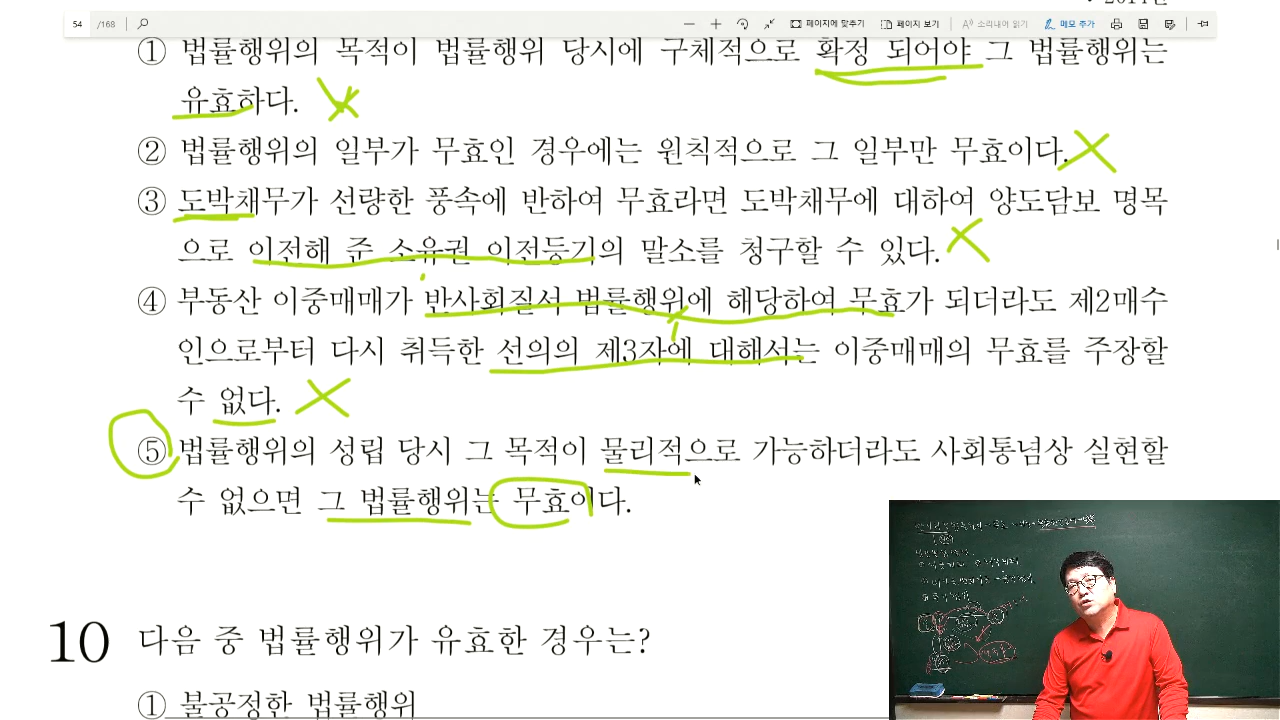 54 /168 페이지에 맞추기 페이지 보기 소리내어 읽기 메모 추가
① 법률행위의 목적이 법률행위 당시에 구체적으로 확정 되어야 그 법률행위는
유효하다.
② 법률행위의 일부가 무효인 경우에는 원칙적으로 그 일부만 무효이다.
③ 도박채무가 선량한 풍속에 반하여 무효라면 도박채무에 대하여 양도담보 명목
으로 이전해 준 소유권 이전등기의 말소를 청구할 수 있다.
④ 부동산 이중매매가 반사회질서 법률행위에 해당하여 무효가 되더라도 제2매수
인으로부터 다시 취득한 선의의 제3자에 대해서는 이중매매의 무효를 주장할
수 없다.
⑤ 법률행위의 성립 당시 그 목적이 물리적으로 가능하더라도 사회통념상 실현할
수 없으면 그 법률행위는 무효이다.
10 다음 중 법률행위가 유효한 경우는?
① 불공정한 법률행위